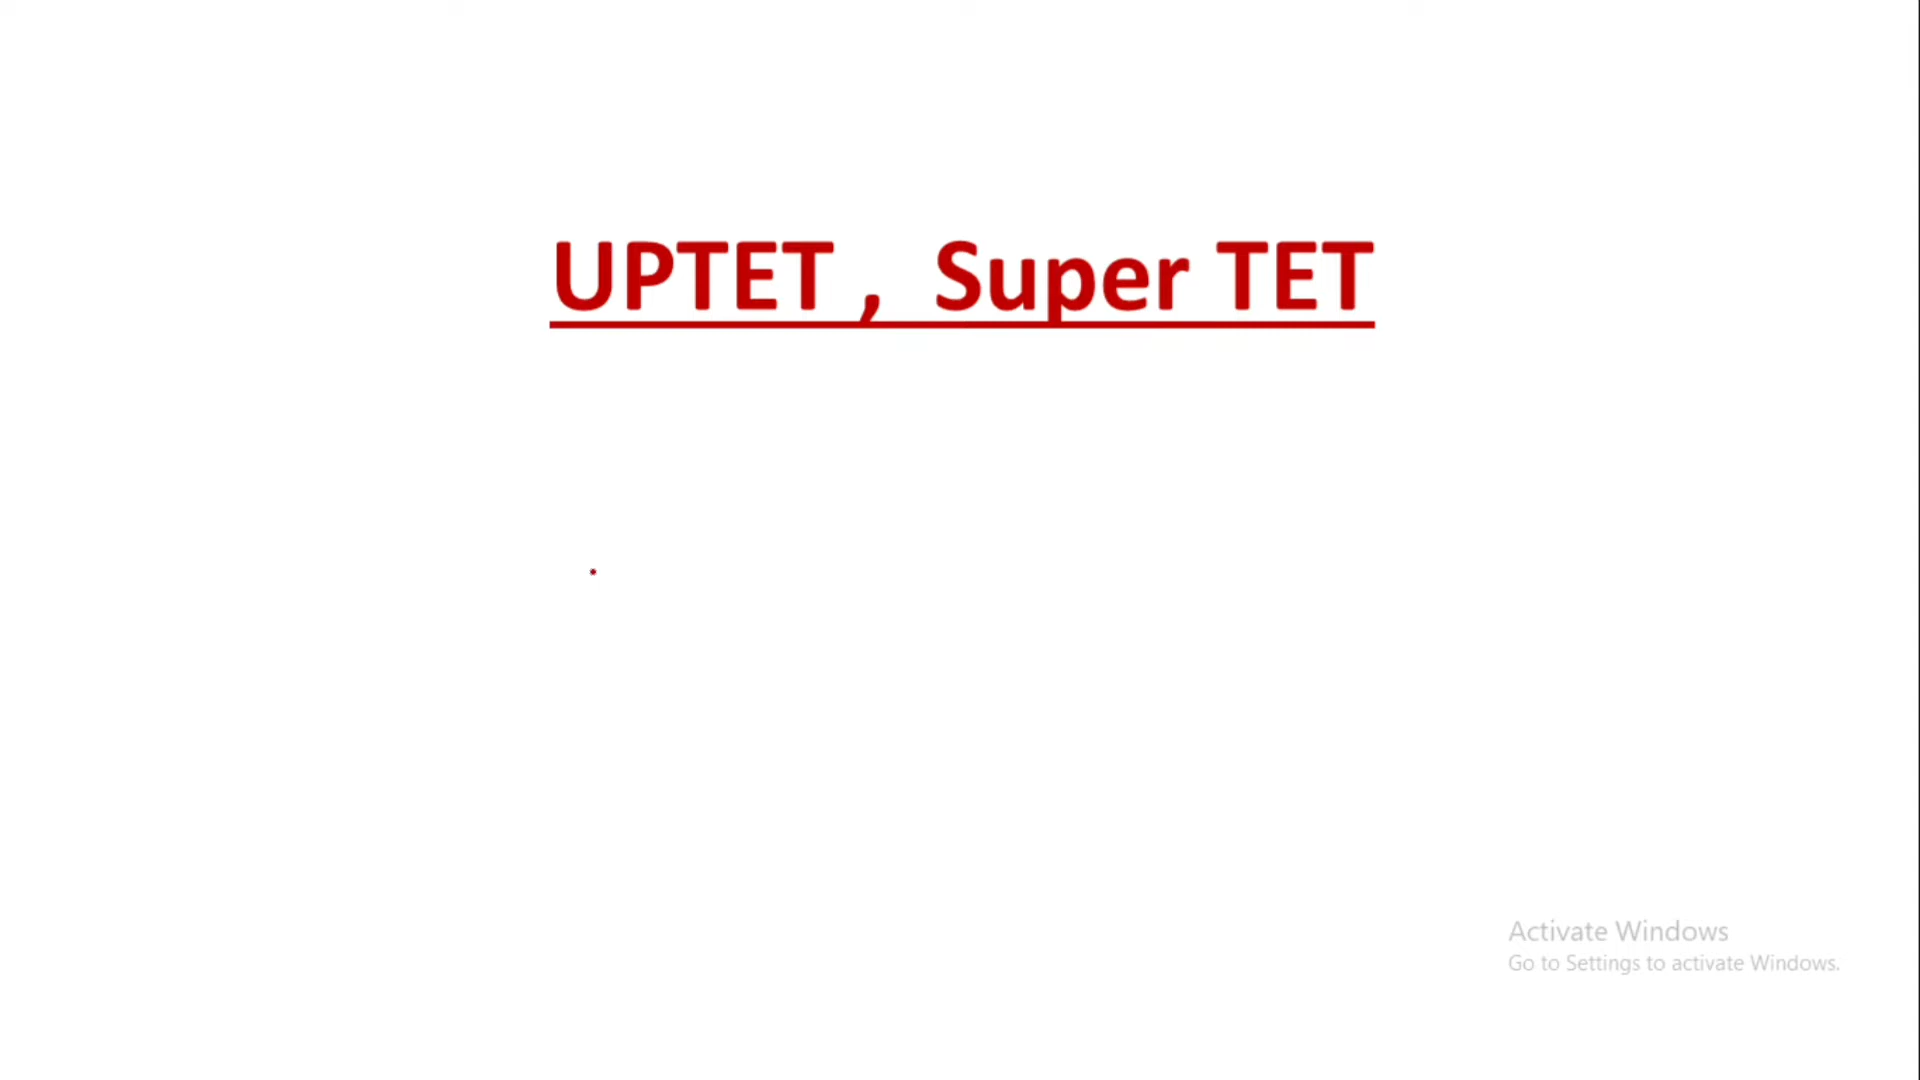 UPTET ,  Super TET
Activate Windows
Go to Settings to activate Windows.